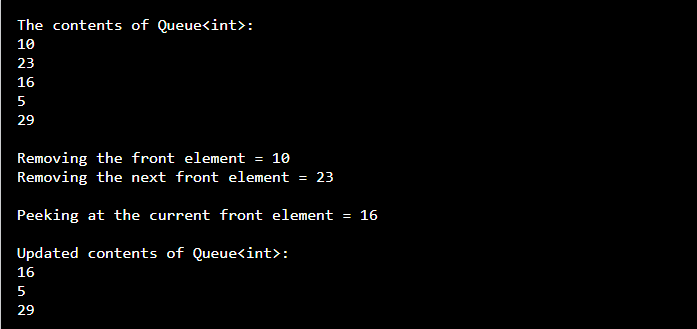 The contents of Queue<int>:
10
23
16
5
29
Removing the front element = 10
Removing the next front element = 23
Peeking at the current front element = 16
Updated contents of Queue<int>:
16
5
29